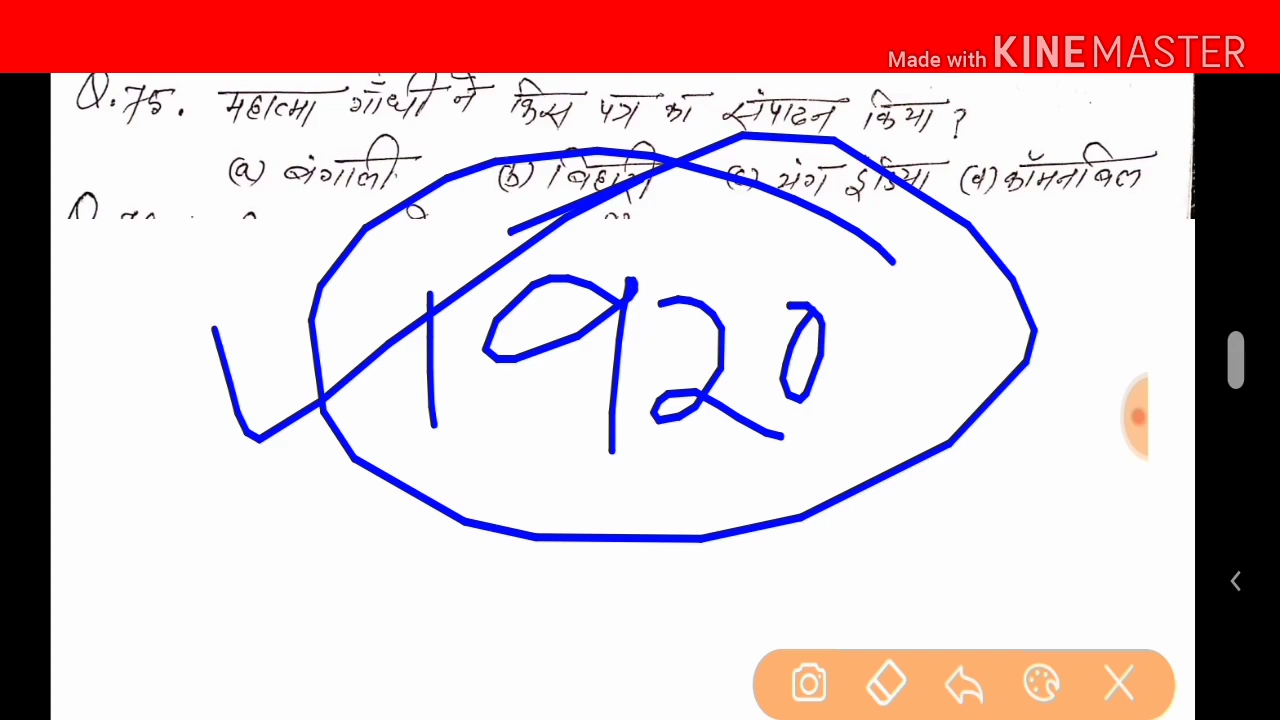 Made with KINEMASTER
Q.75. महात्मा गाँधी ने किस पत्र का संपादन किया ?
(a) बंगाली (b) बिहारी (c) यंग इंडिया (d) कॉमनविल
1920